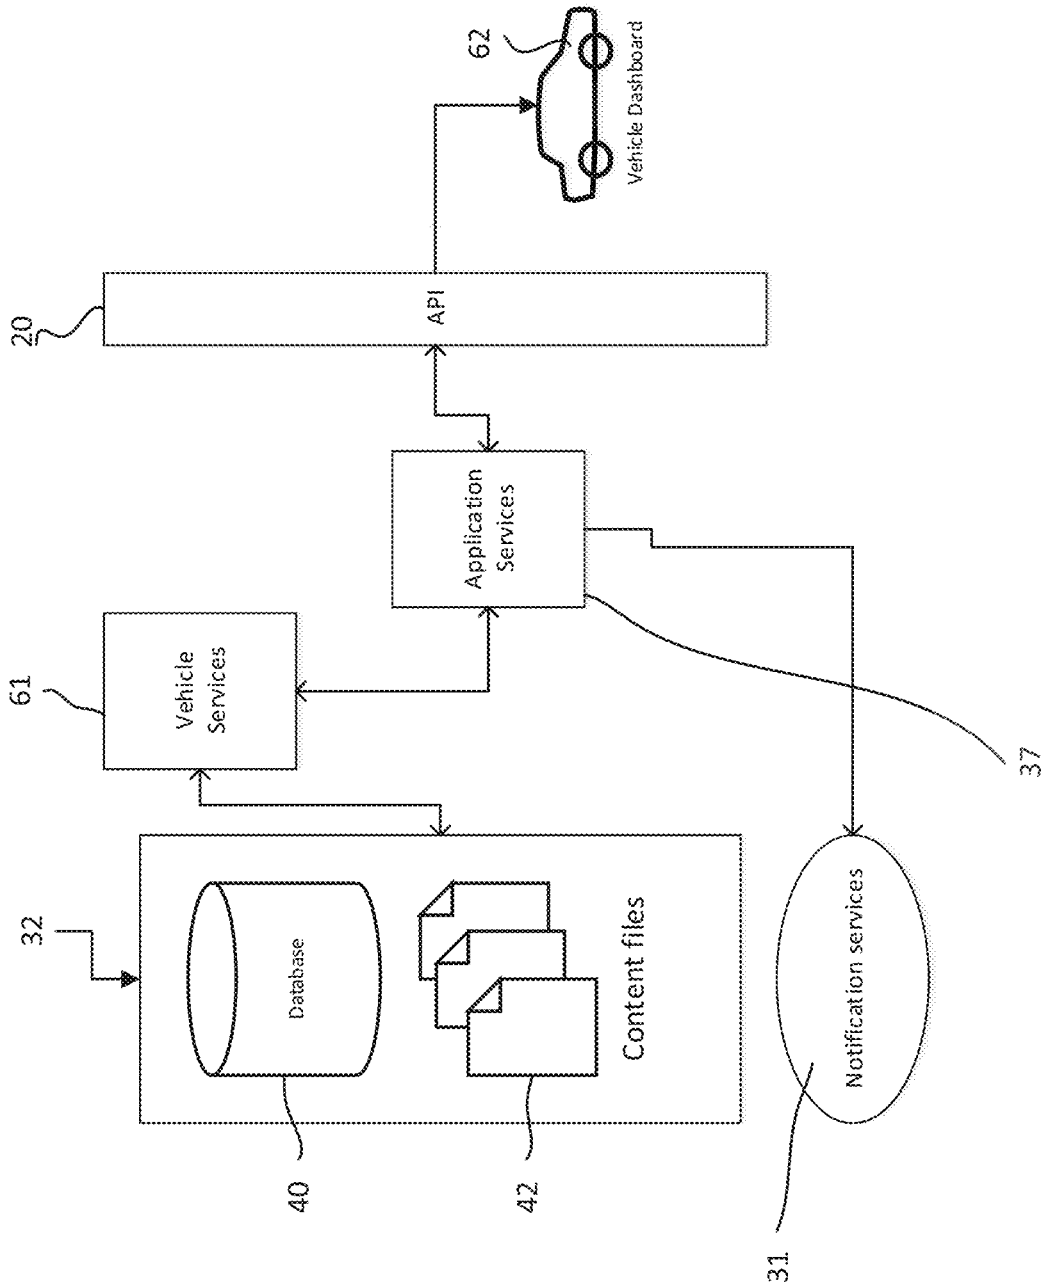 32
40
Database
42
Content files
31
Notification services
61
Vehicle
Services
37
Application
Services
20
API
62
Vehicle Dashboard